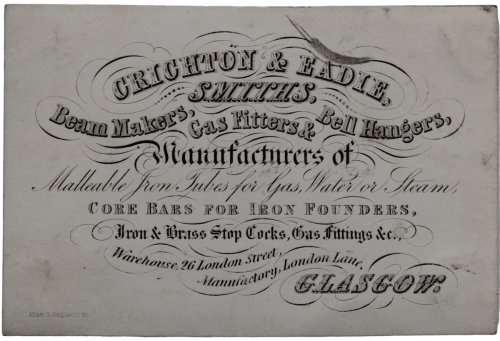 CRICHTON & EADIE,
SMITHS,
Beam Makers, Gas Fitters & Bell Hangers,
Manufacturers of
Malleable Iron Tubes for Gas, Water or Steam,
CORE BARS FOR IRON FOUNDERS,
Iron & Brass Stop Cocks, Gas Fittings &c.,
Warehouse, 26 London Street,
Manufactory, London Lane,
GLASGOW.